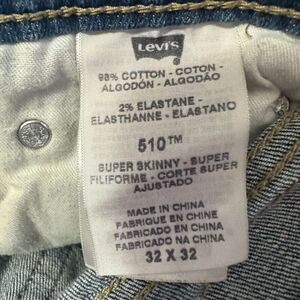 Levi's
98% COTTON - COTON -
ALGODÓN - ALGODÃO
2% ELASTANE -
ELASTHANNE - ELASTANO
510™
SUPER SKINNY - SUPER
FILIFORME - CORTE SUPER
AJUSTADO
MADE IN CHINA
FABRIQUE EN CHINE
FABRICADO EN CHINA
FABRICADO NA CHINA
32 X 32